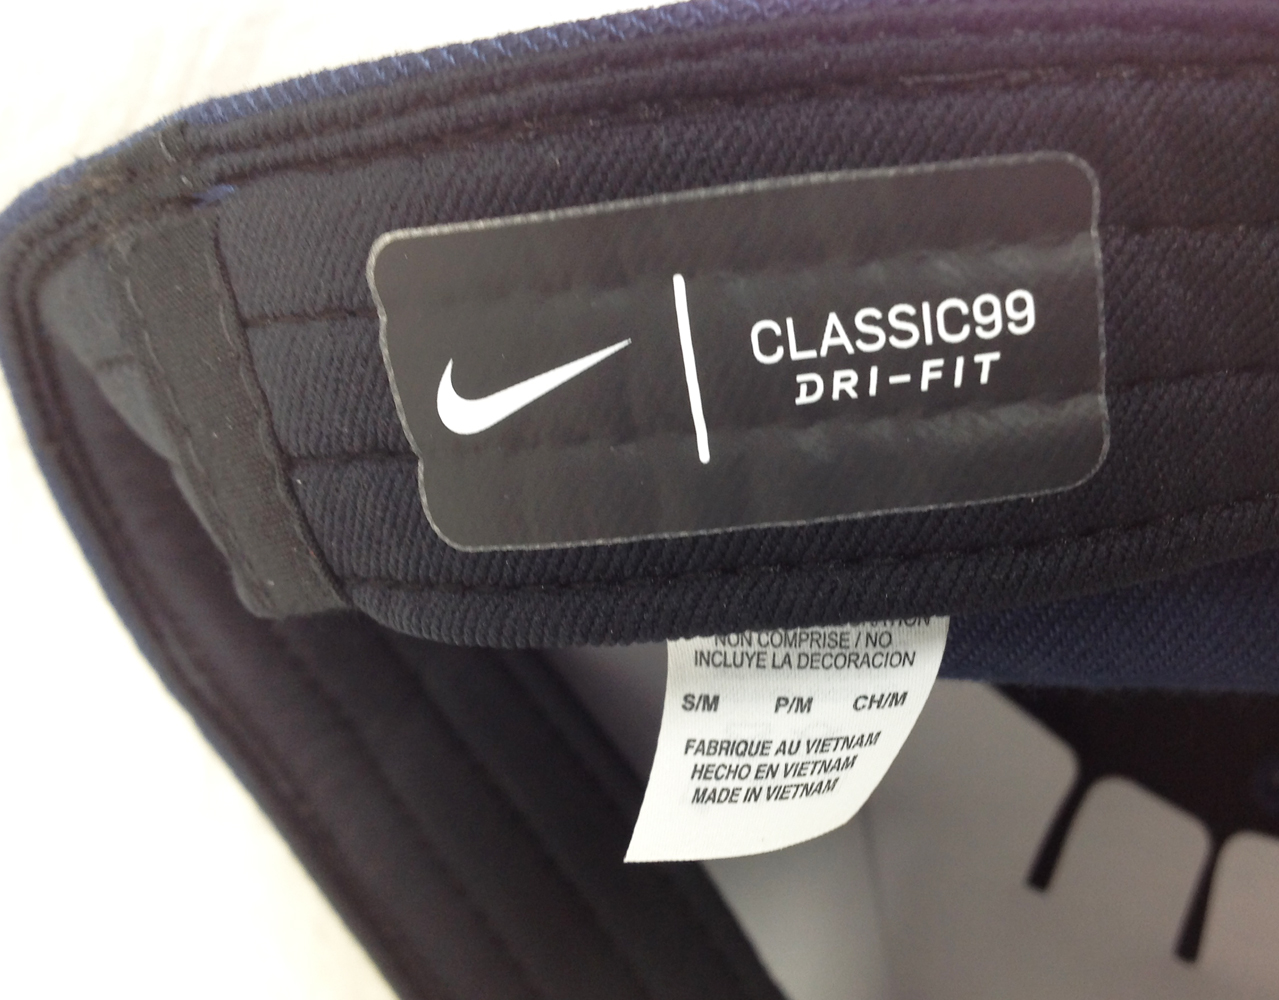 CLASSIC99
DRI-FIT
NON COMPRISE / NO
INCLUYE LA DECORACION
S/M P/M CH/M
FABRIQUE AU VIETNAM
HECHO EN VIETNAM
MADE IN VIETNAM